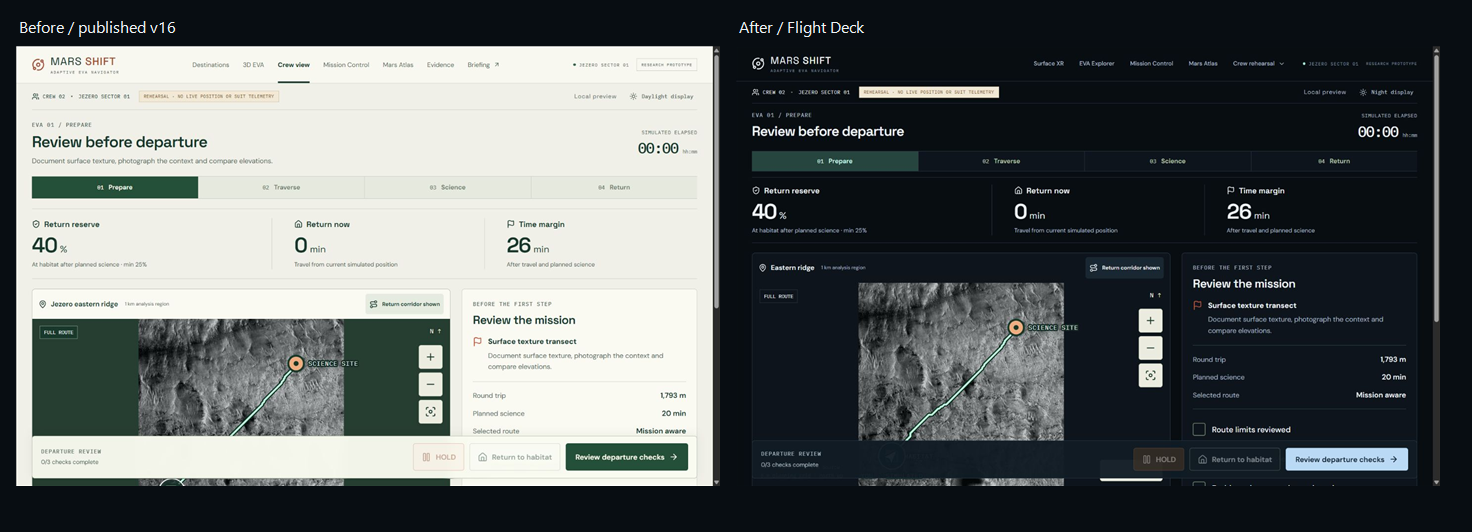 Before / published v16
MARS SHIFT
ADAPTIVE EVA NAVIGATOR
Destinations 3D EVA Crew view Mission Control Mars Atlas Evidence Briefing ↗
JEZERO SECTOR 01 RESEARCH PROTOTYPE
CREW 02 • JEZERO SECTOR 01 REHEARSAL - NO LIVE POSITION OR SUIT TELEMETRY
Local preview Daylight display
EVA 01 / PREPARE
Review before departure
Document surface texture, photograph the context and compare elevations.
SIMULATED ELAPSED
00:00 hh:mm
01 Prepare 02 Traverse 03 Science 04 Return
Return reserve
40 %
At habitat after planned science · min 25%
Return now
0 min
Travel from current simulated position
Time margin
26 min
After travel and planned science
Jezero eastern ridge 1 km analysis region Return corridor shown
FULL ROUTE
N ↑
SCIENCE SITE
+
−
BEFORE THE FIRST STEP
Review the mission
Surface texture transect
Document surface texture, photograph the context and
compare elevations.
Round trip 1,793 m
Planned science 20 min
Selected route Mission aware
DEPARTURE REVIEW
0/3 checks complete
HOLD Return to habitat Review departure checks →
After / Flight Deck
MARS SHIFT
ADAPTIVE EVA NAVIGATOR
Surface XR EVA Explorer Mission Control Mars Atlas Crew rehearsal
JEZERO SECTOR 01 RESEARCH PROTOTYPE
CREW 02 • JEZERO SECTOR 01 REHEARSAL - NO LIVE POSITION OR SUIT TELEMETRY
Local preview Night display
EVA 01 / PREPARE
Review before departure
SIMULATED ELAPSED
00:00 hh:mm
01 Prepare 02 Traverse 03 Science 04 Return
Return reserve
40 %
At habitat after planned science · min 25%
Return now
0 min
Travel from current simulated position
Time margin
26 min
After travel and planned science
Eastern ridge 1 km analysis region Return corridor shown
FULL ROUTE
N ↑
SCIENCE SITE
+
−
BEFORE THE FIRST STEP
Review the mission
Surface texture transect
Document surface texture, photograph the context and
compare elevations.
Round trip 1,793 m
Planned science 20 min
Selected route Mission aware
Route limits reviewed
DEPARTURE REVIEW
0/3 checks complete
HOLD Return to habitat Review departure checks →